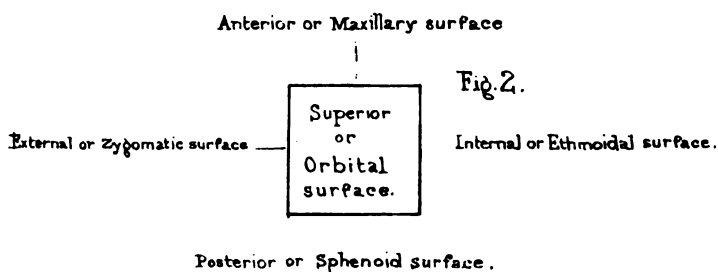 Anterior or Maxillary surface
Fig. 2.
Superior
or
Orbital
surface.
External or Zygomatic surface
Internal or Ethmoidal surface.
Posterior or Sphenoid surface.